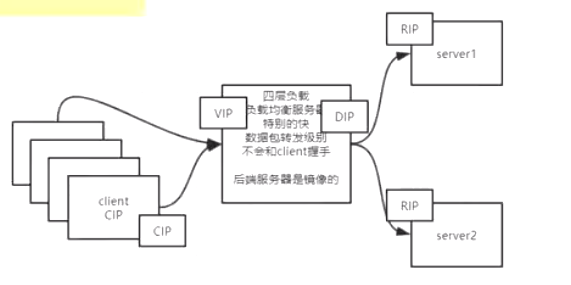 RIP
server1
四层负载
VIP
负载均衡服务器
DIP
特别的快
数据包转发级别
不会和client握手
后端服务器是镜像的
client
CIP
CIP
RIP
server2